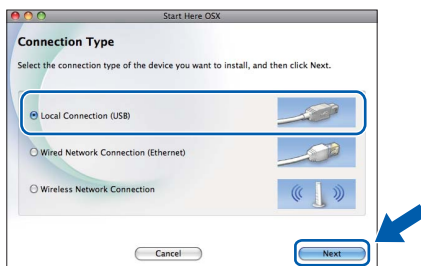 Start Here OSX
Connection Type
Select the connection type of the device you want to install, and then click Next.
Local Connection (USB)
Wired Network Connection (Ethernet)
Wireless Network Connection
Cancel
Next